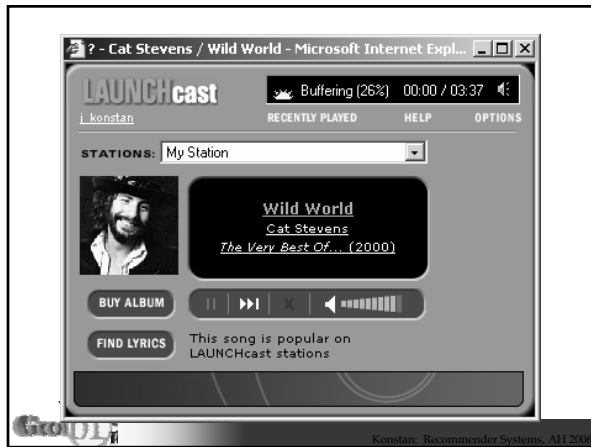 ? - Cat Stevens / Wild World - Microsoft Internet Expl...
LAUNCHcast
Buffering (26%) 00:00 / 03:37
j_konstan
RECENTLY PLAYED HELP OPTIONS
STATIONS: My Station
Wild World
Cat Stevens
The Very Best Of... (2000)
BUY ALBUM
FIND LYRICS
This song is popular on
LAUNCHcast stations
Konstan: Recommender Systems, AH 2006